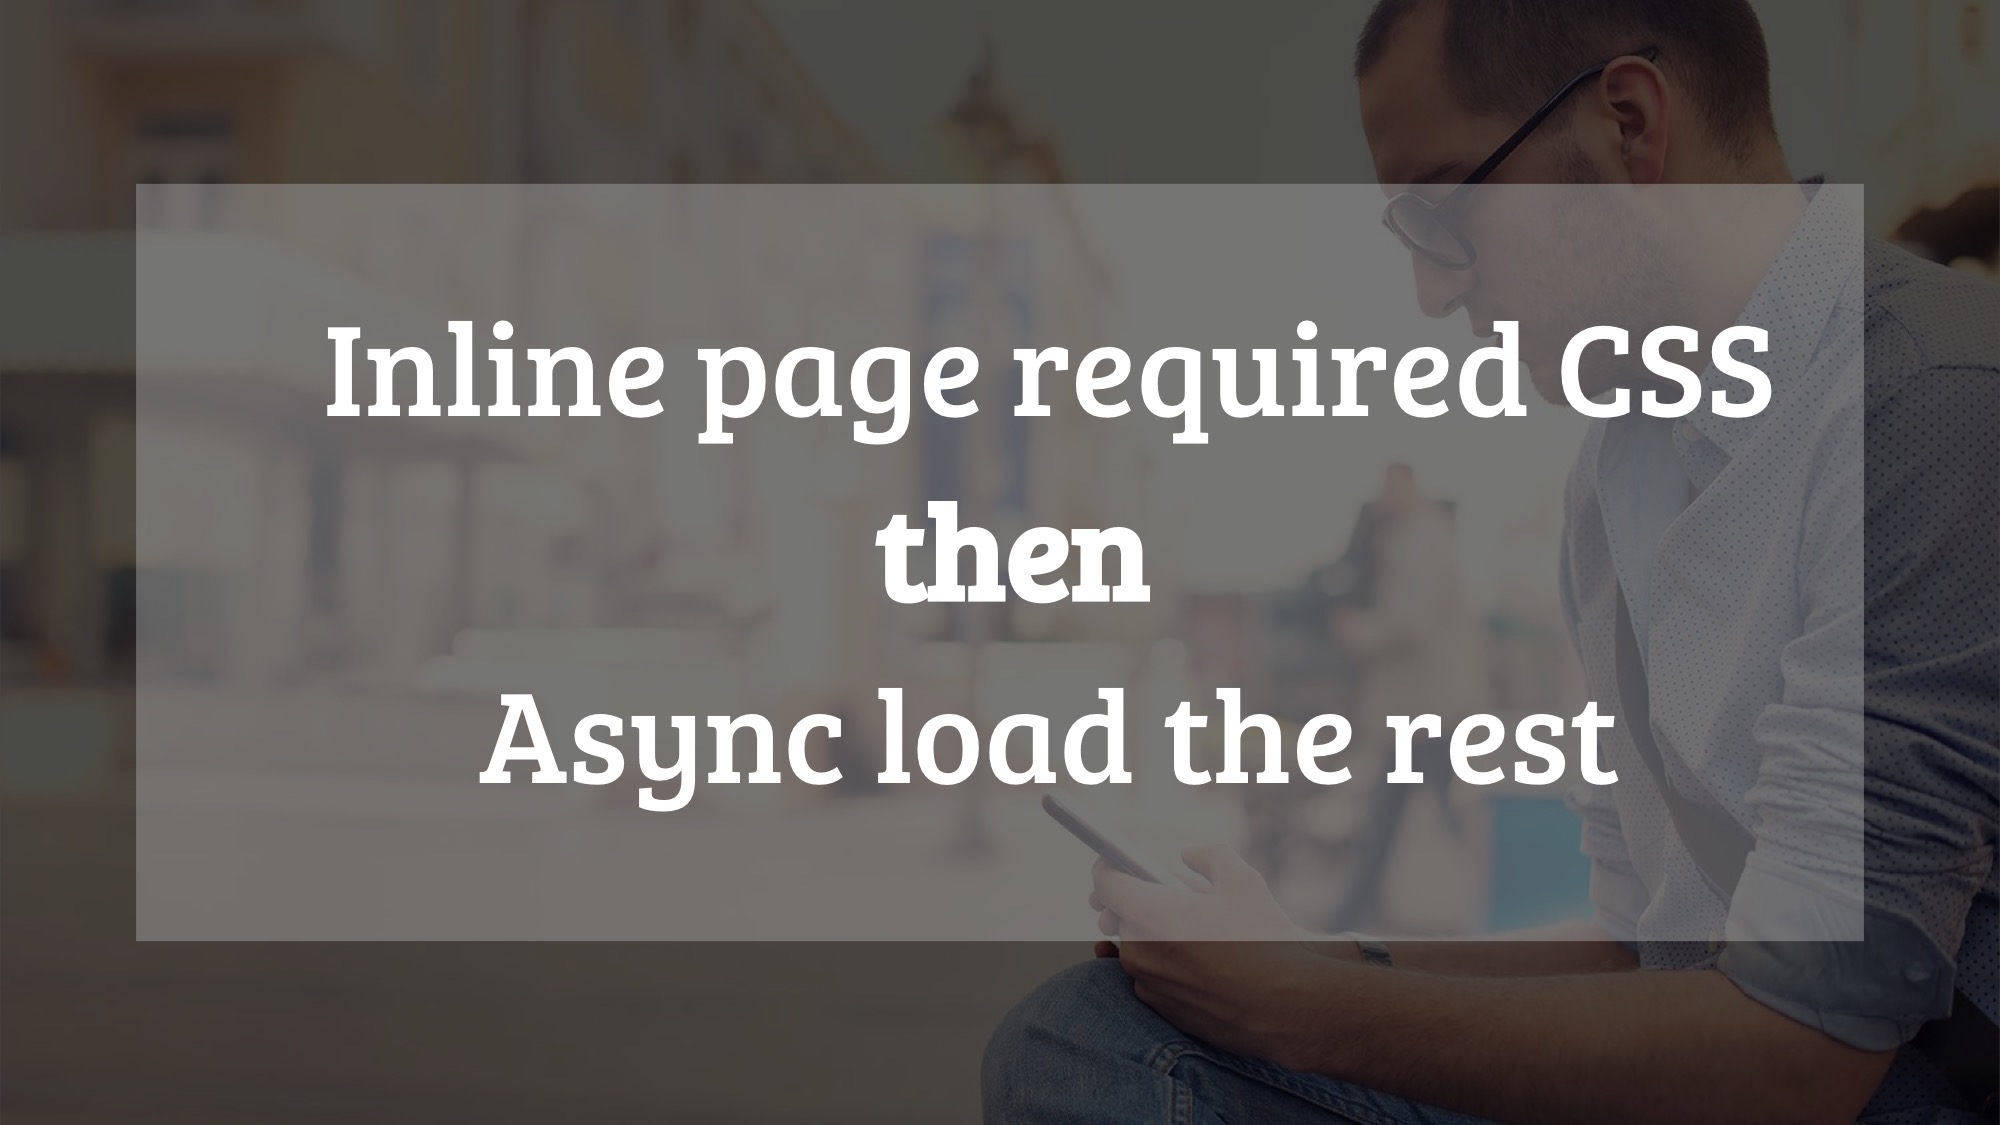 Inline page required CSS
then
Async load the rest